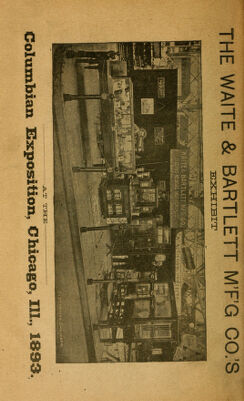 THE WAITE & BARTLETT M'F'G CO.'S
EXHIBIT
AT THE
Columbian Exposition, Chicago, Ill., 1893.